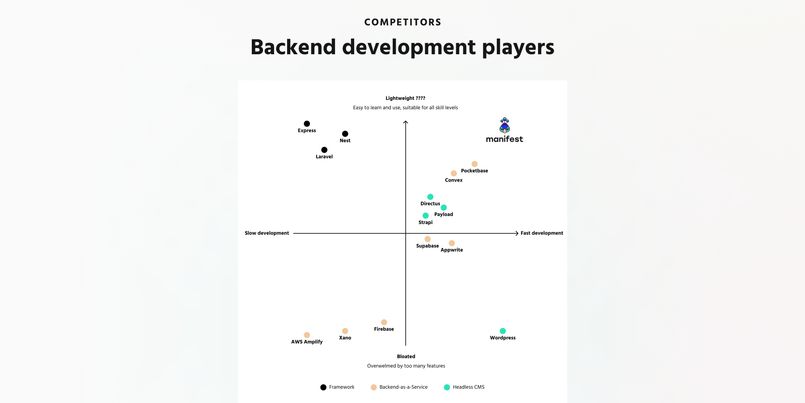 COMPETITORS
Backend development players
Lightweight ????
Easy to learn and use, suitable for all skill levels
Express
Nest
Laravel
manifest
Pocketbase
Convex
Directus
Payload
Strapi
Slow development
Fast development
Supabase
Appwrite
Firebase
Xano
AWS Amplify
Wordpress
Bloated
Overwelmed by too many features
Framework
Backend-as-a-Service
Headless CMS